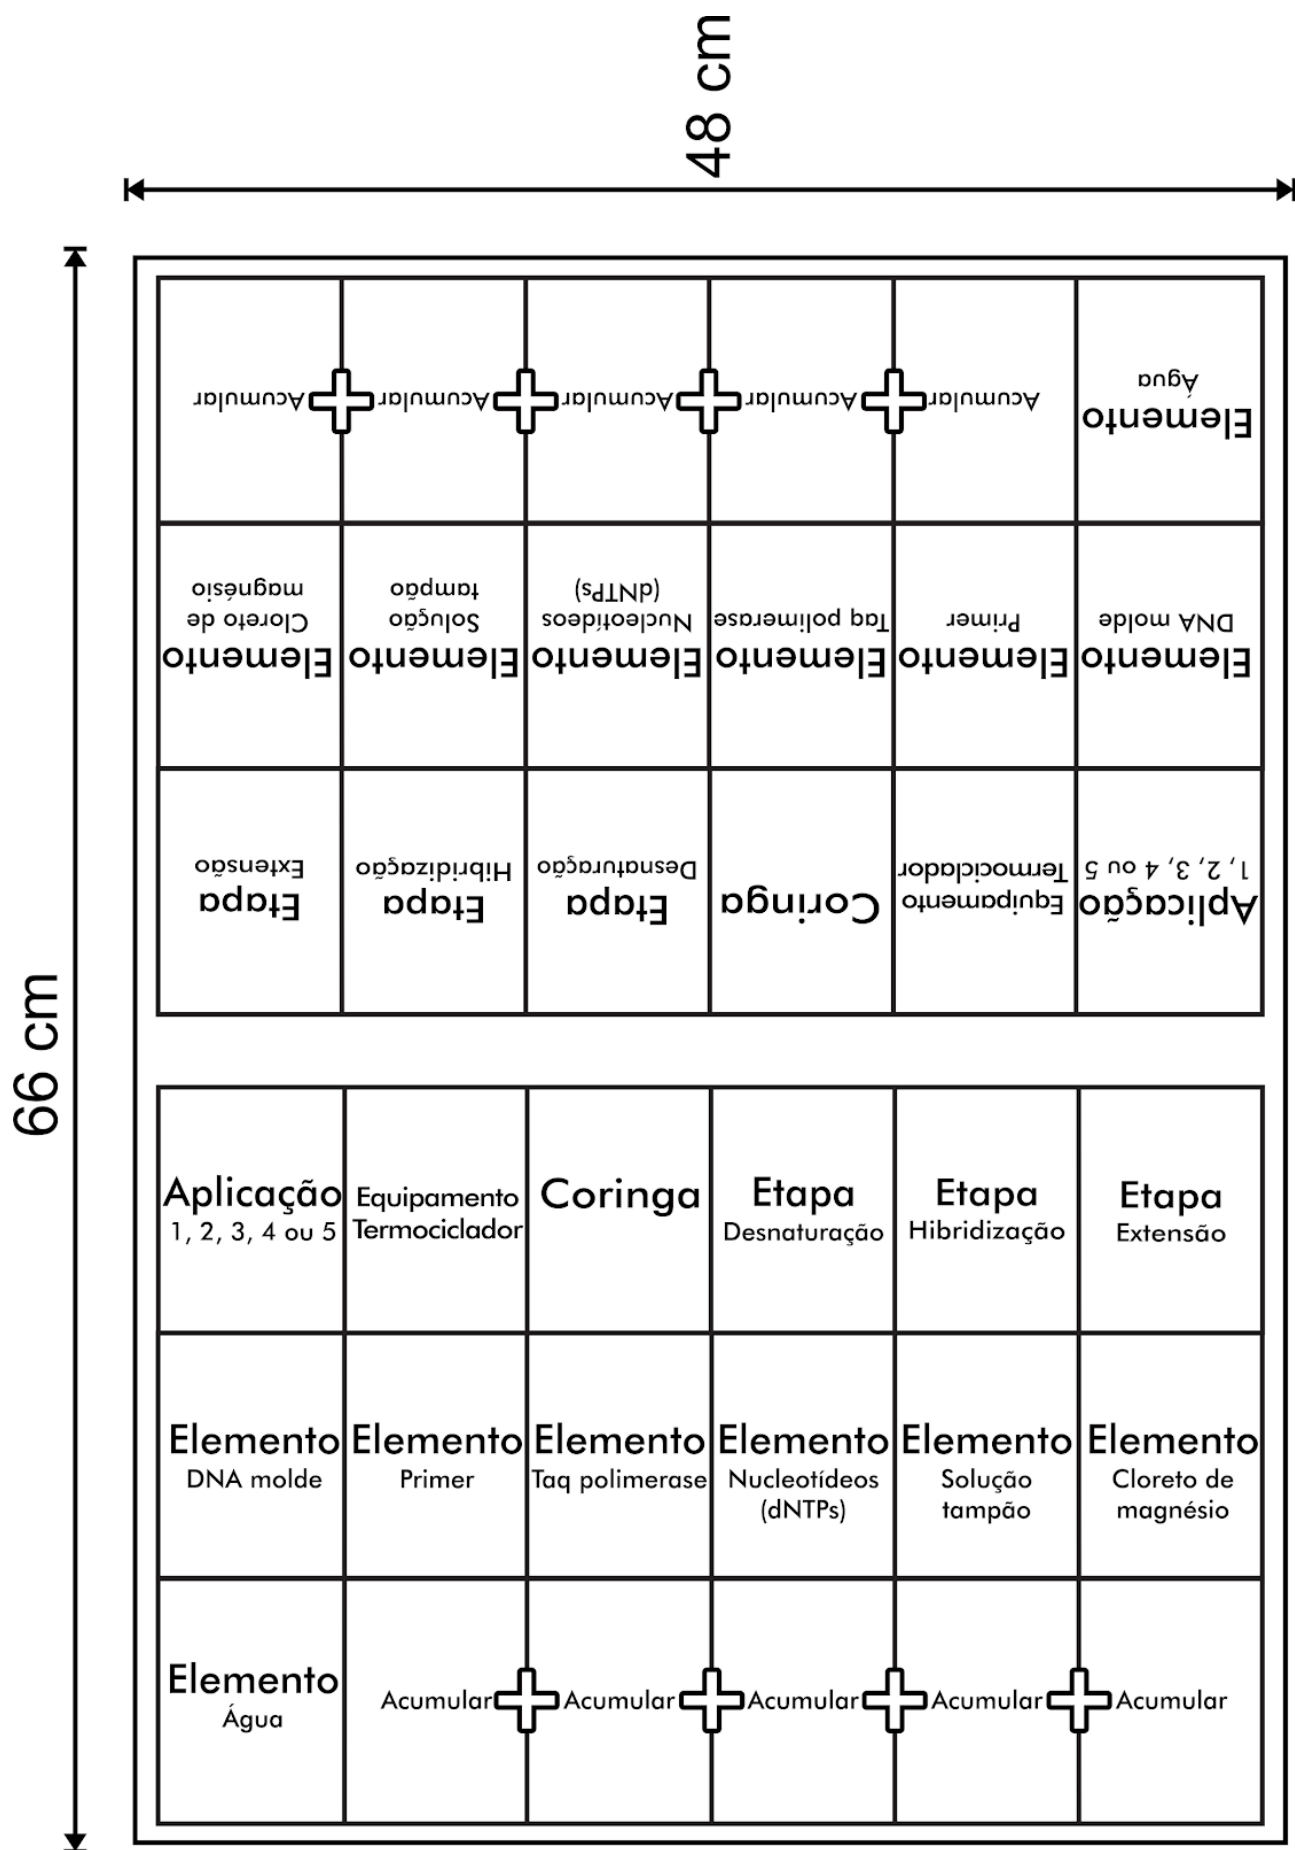 48 cm
66 cm
Acumular Acumular Acumular Acumular Acumular
Elemento
Água
Elemento Elemento Elemento Elemento Elemento Elemento
Cloreto de magnésio
Solução tampão
Nucleotídeos (dNTPs)
Taq polimerase
Primer
DNA molde
Etapa
Extensão
Etapa
Hibridização
Etapa
Desnaturação
Coringa
Equipamento
Termociclador
Aplicação
1, 2, 3, 4 ou 5
Aplicação
1, 2, 3, 4 ou 5
Equipamento
Termociclador
Coringa
Etapa
Desnaturação
Etapa
Hibridização
Etapa
Extensão
Elemento
DNA molde
Elemento
Primer
Elemento
Taq polimerase
Elemento
Nucleotídeos
(dNTPs)
Elemento
Solução
tampão
Elemento
Cloreto de
magnésio
Elemento
Água
Acumular Acumular Acumular Acumular Acumular